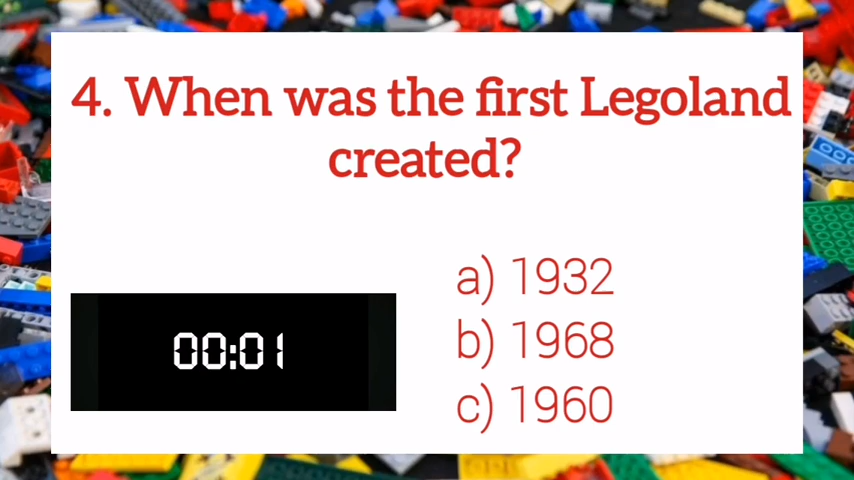 4. When was the first Legoland
created?
a) 1932
00:01
b) 1968
c) 1960